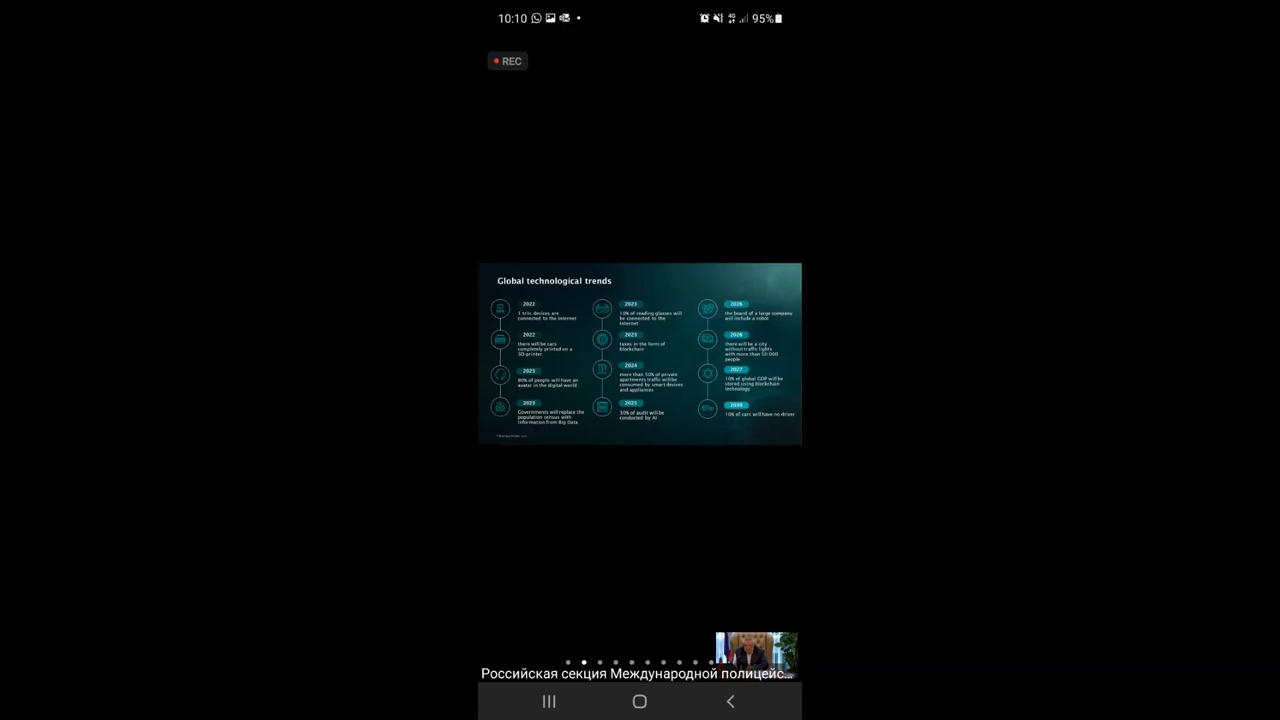 10:10
4G
95%
REC
Global technological trends
2022
1 trln. devices are
connected to the Internet
2022
there will be cars
completely printed on a
3D-printer
2023
80% of people will have an
avatar in the digital world
2023
Governments will replace the
population census with
information from Big Data
2023
10% of reading glasses will
be connected to the
Internet
2023
taxes in the form of
blockchain
2024
more than 50% of private
apartments traffic will be
consumed by smart devices
and appliances
2025
30% of audit will be
conducted by AI
2026
the board of a large company
will include a robot
2026
there will be a city
without traffic lights
with more than 50 000
people
2027
10% of global GDP will be
stored using blockchain
technology
2030
10% of cars will have no driver
Российская секция Международной полицейс...